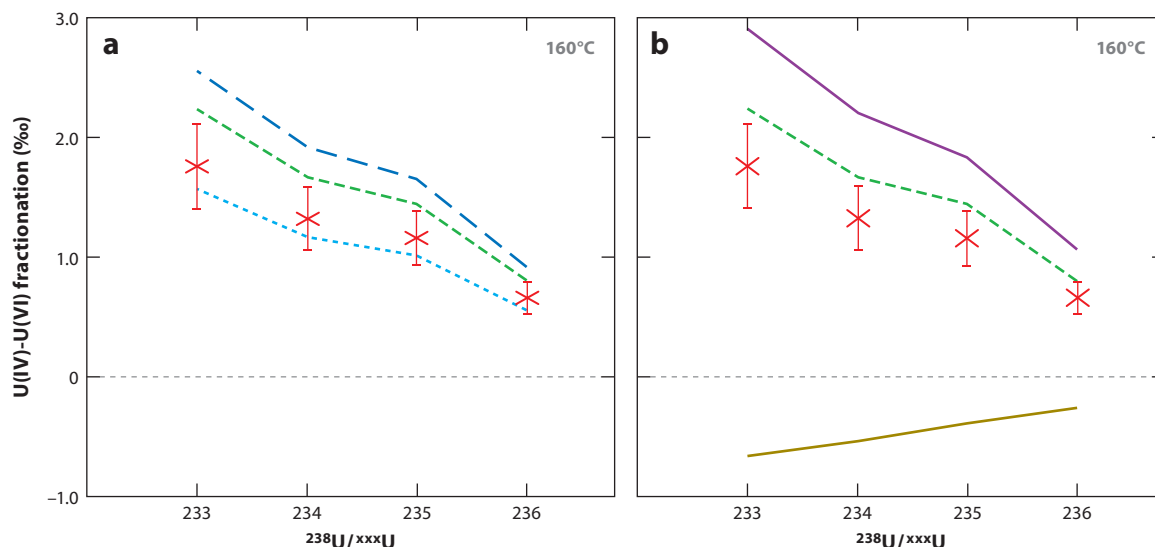 a
160°C
b
160°C
U(IV)-U(VI) fractionation (‰)
3.0
2.0
1.0
0
–1.0
233
234
235
236
233
234
235
236
²³⁸U/ˣˣˣU
²³⁸U/ˣˣˣU